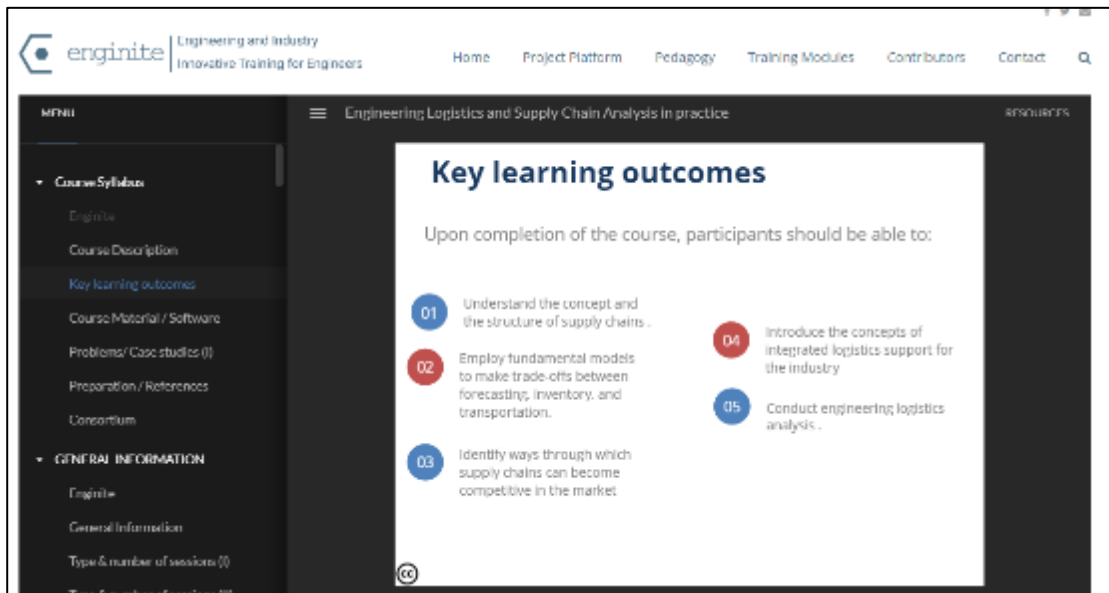 enginite
Engineering and Industry
Innovative Training for Engineers
Home Project Platform Pedagogy Training Modules Contributors Contact
MENU
Engineering Logistics and Supply Chain Analysis in practice
RESOURCES
Course Syllabus
Enginite
Course Description
Key learning outcomes
Course Material / Software
Problems/ Case studies (I)
Preparation / References
Consortium
GENERAL INFORMATION
Enginite
General Information
Type & number of sessions (I)
Key learning outcomes
Upon completion of the course, participants should be able to:
01
Understand the concept and
the structure of supply chains .
02
Employ fundamental models
to make trade-offs between
forecasting, inventory, and
transportation.
03
Identify ways through which
supply chains can become
competitive in the market
04
Introduce the concepts of
integrated logistics support for
the industry
05
Conduct engineering logistics
analysis .
cc